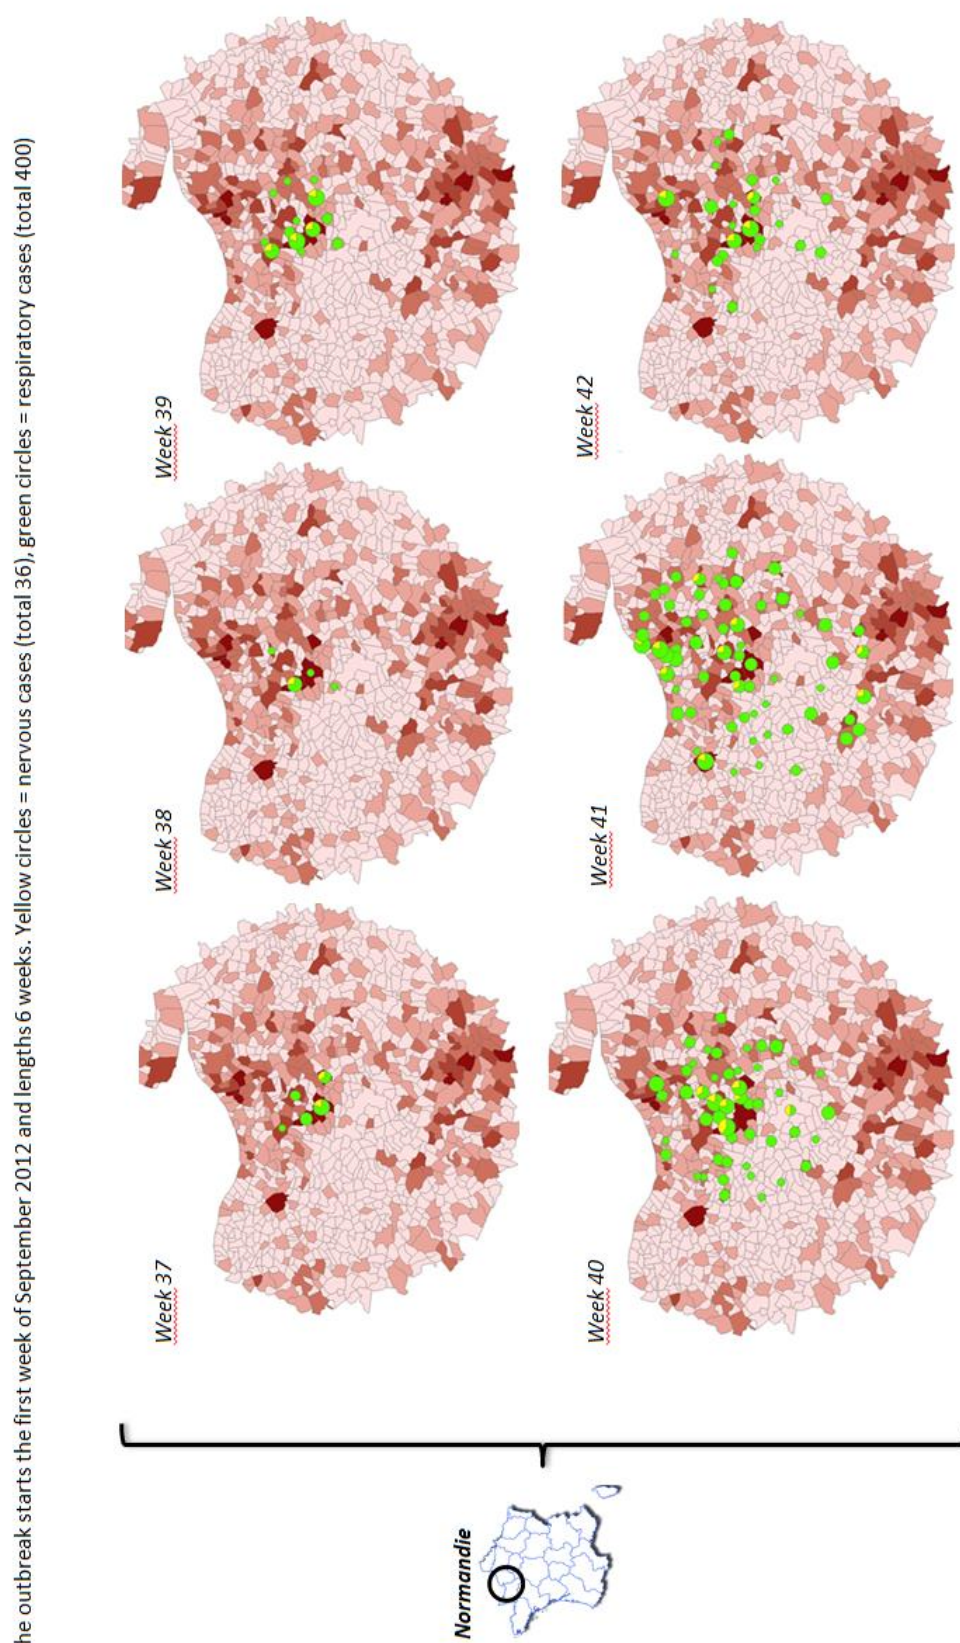 he outbreak starts the first week of September 2012 and lengths 6 weeks. Yellow circles = nervous cases (total 36), green circles = respiratory cases (total 400)
Normandie
Week 37
Week 38
Week 39
Week 40
Week 41
Week 42